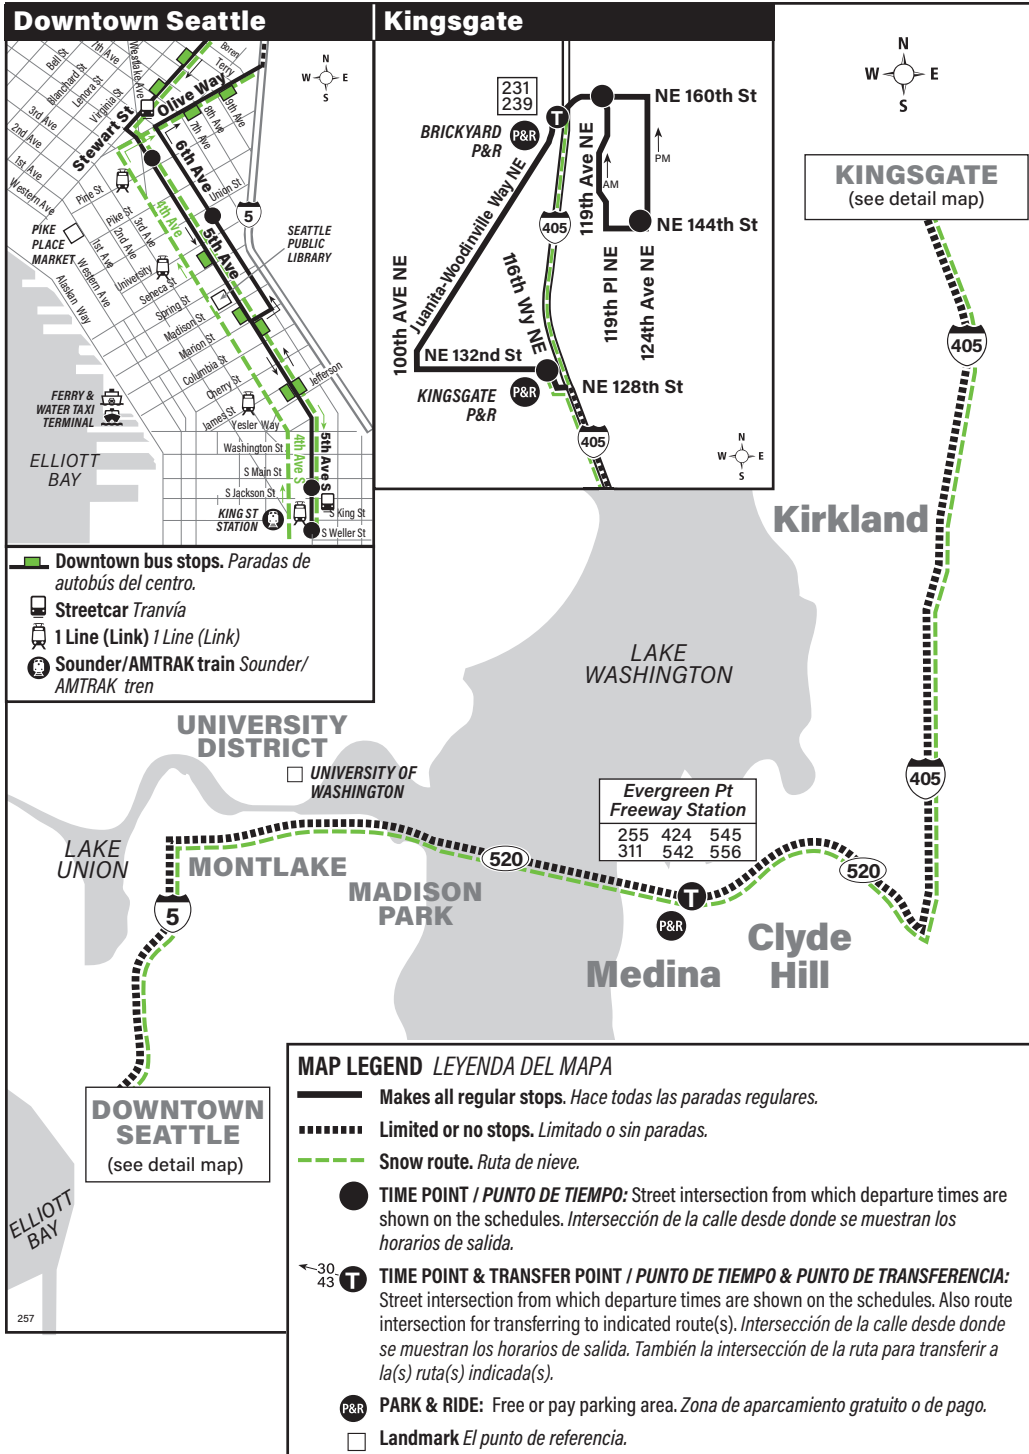 Downtown Seattle
Bell St
7th Ave
Westlake Ave
Boren
Terry
Blanchard St
Lenora St
Virginia St
Olive Way
9th Ave
8th Ave
7th Ave
3rd Ave
2nd Ave
1st Ave
Western Ave
Stewart St
6th Ave
Union St
Pine St
4th Ave
5
N
W
E
S
PIKE
PLACE
MARKET
Pike St
3rd Ave
2nd Ave
1st Ave
Western Ave
Alaskan Way
5th Ave
SEATTLE
PUBLIC
LIBRARY
University
Seneca St
Spring St
Madison St
Marion St
Columbia St
Cherry St
James St
Jefferson
Yesler Way
FERRY &
WATER TAXI
TERMINAL
ELLIOTT
BAY
Washington St
S Main St
S Jackson St
4th Ave S
5th Ave S
KING ST
STATION
S King St
S Weller St
Downtown bus stops. Paradas de
autobús del centro.
Streetcar Tranvía
1 Line (Link) 1 Line (Link)
Sounder/AMTRAK train Sounder/
AMTRAK tren
Kingsgate
231
239
T
BRICKYARD
P&R
P&R
NE 160th St
Juanita-Woodinville Way NE
119th Ave NE
AM
PM
405
NE 144th St
100th AVE NE
116th Wy NE
119th Pl NE
124th Ave NE
NE 132nd St
KINGSGATE
P&R
P&R
NE 128th St
405
N
W
E
S
N
W
E
S
KINGSGATE
(see detail map)
405
Kirkland
LAKE
WASHINGTON
UNIVERSITY
DISTRICT
UNIVERSITY OF
WASHINGTON
Evergreen Pt
Freeway Station
255 424 545
311 542 556
405
LAKE
UNION
MONTLAKE
520
MADISON
PARK
520
T
P&R
5
Medina
Clyde
Hill
DOWNTOWN
SEATTLE
(see detail map)
ELLIOTT
BAY
257
MAP LEGEND LEYENDA DEL MAPA
Makes all regular stops. Hace todas las paradas regulares.
Limited or no stops. Limitado o sin paradas.
Snow route. Ruta de nieve.
TIME POINT / PUNTO DE TIEMPO: Street intersection from which departure times are
shown on the schedules. Intersección de la calle desde donde se muestran los
horarios de salida.
30
43
T
TIME POINT & TRANSFER POINT / PUNTO DE TIEMPO & PUNTO DE TRANSFERENCIA:
Street intersection from which departure times are shown on the schedules. Also route
intersection for transferring to indicated route(s). Intersección de la calle desde donde
se muestran los horarios de salida. También la intersección de la ruta para transferir a
la(s) ruta(s) indicada(s).
P&R
PARK & RIDE: Free or pay parking area. Zona de aparcamiento gratuito o de pago.
Landmark El punto de referencia.